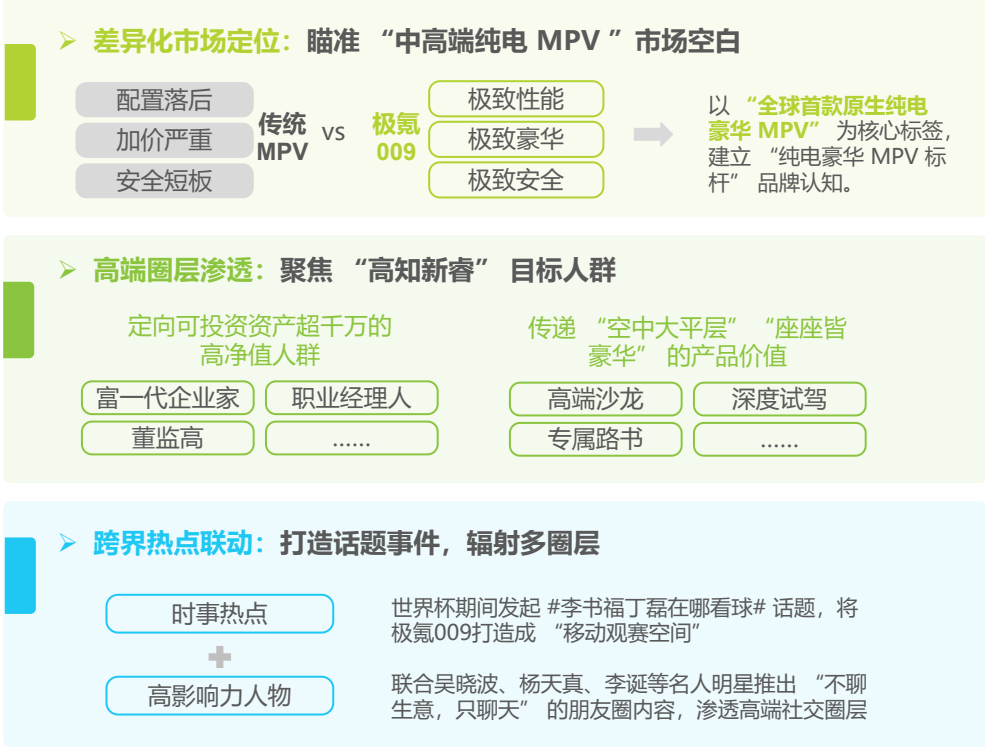 差异化市场定位：瞄准 “中高端纯电 MPV ”市场空白
配置落后
加价严重
安全短板
传统
MPV
vs
极氪
009
极致性能
极致豪华
极致安全
以 “全球首款原生纯电
豪华 MPV” 为核心标签，
建立 “纯电豪华 MPV 标
杆” 品牌认知。
高端圈层渗透：聚焦 “高知新睿” 目标人群
定向可投资资产超千万的
高净值人群
富一代企业家
职业经理人
董监高
......
传递 “空中大平层” “座座皆
豪华” 的产品价值
高端沙龙
深度试驾
专属路书
......
跨界热点联动：打造话题事件，辐射多圈层
时事热点
高影响力人物
世界杯期间发起 #李书福丁磊在哪看球# 话题，将
极氪009打造成 “移动观赛空间”
联合吴晓波、杨天真、李诞等名人明星推出 “不聊
生意，只聊天” 的朋友圈内容，渗透高端社交圈层